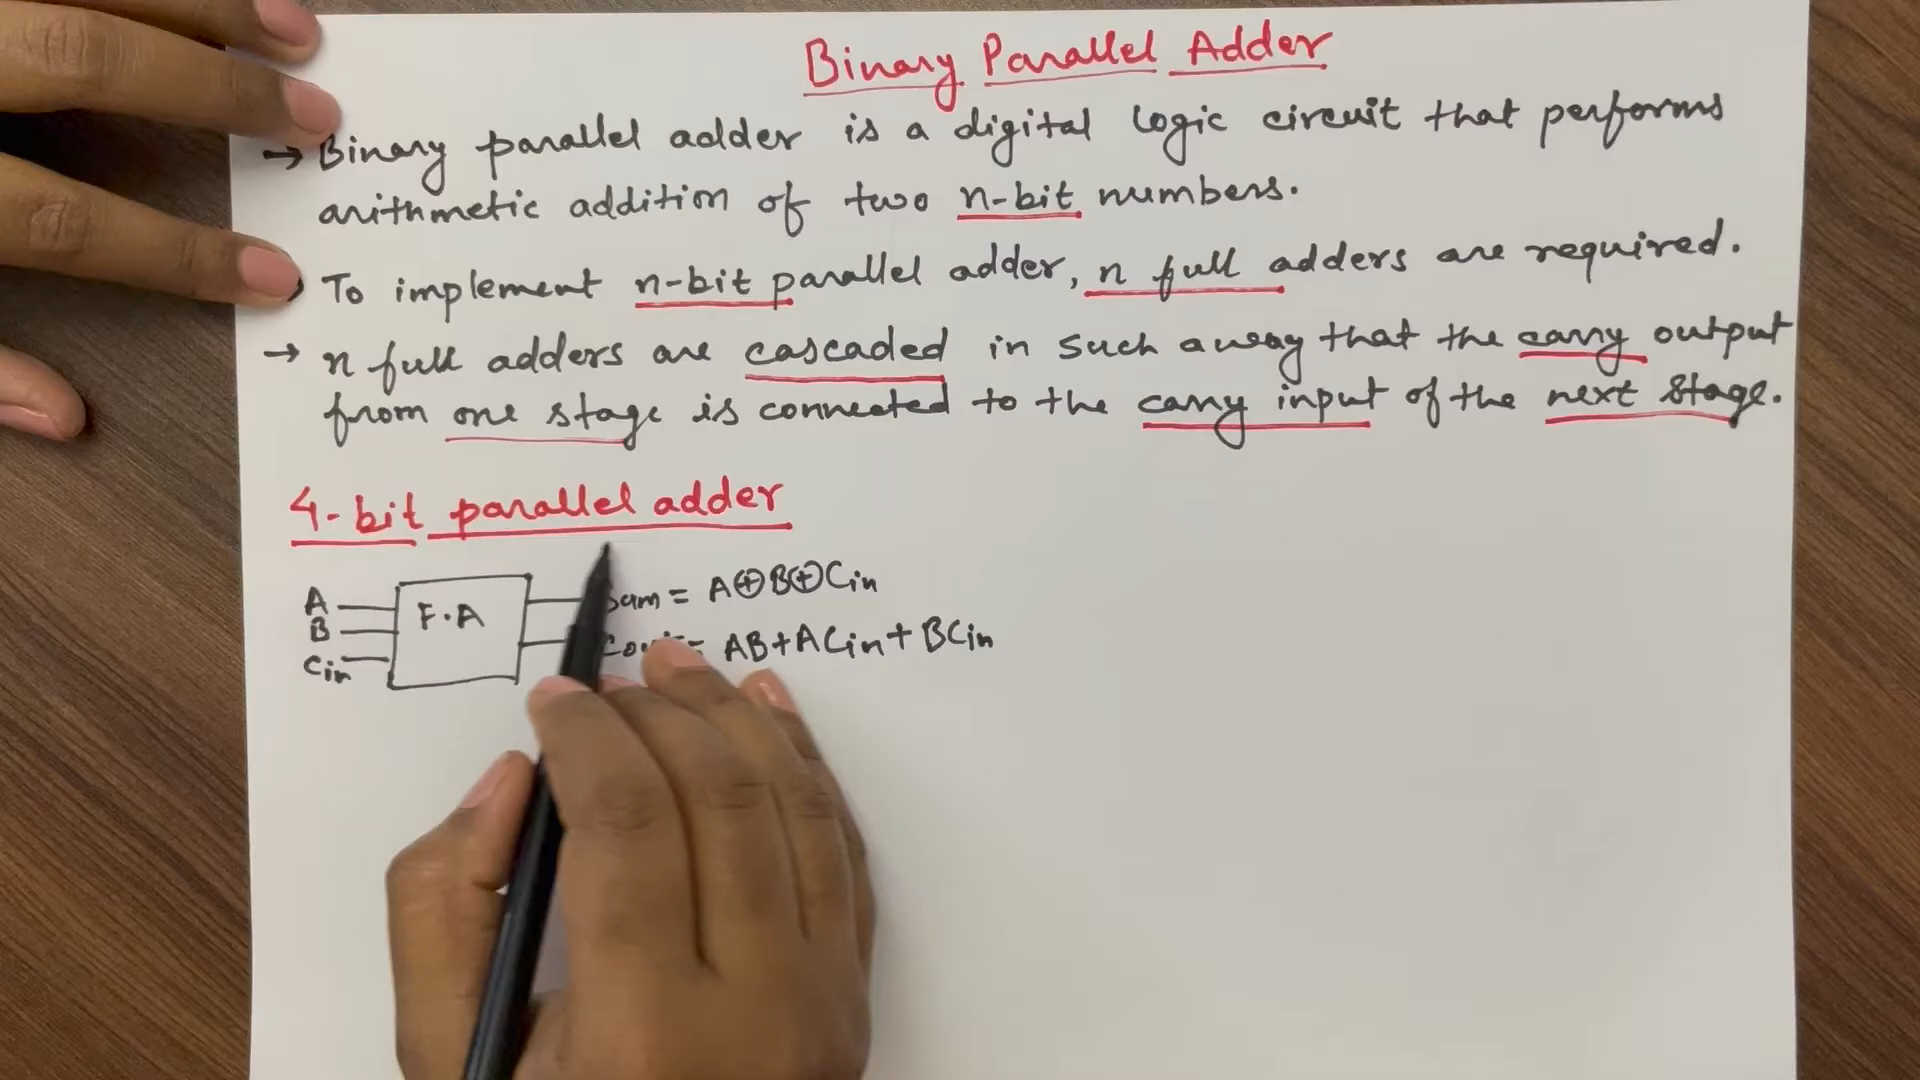 Binary Parallel Adder
→ Binary parallel adder is a digital logic circuit that performs
arithmetic addition of two n-bit numbers.
To implement n-bit parallel adder, n full adders are required.
→ n full adders are cascaded in such a way that the carry output
from one stage is connected to the carry input of the next stage.
4-bit parallel adder
A
B
Cin
F.A
Sum = A⊕B⊕Cin
Cout = AB+ACin+BCin